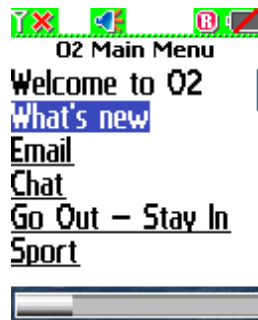 R
O2 Main Menu
Welcome to O2
What's new
Email
Chat
Go Out – Stay In
Sport